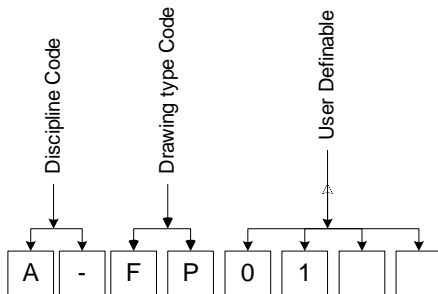 Discipline Code
Drawing type Code
User Definable
A - F P 0 1